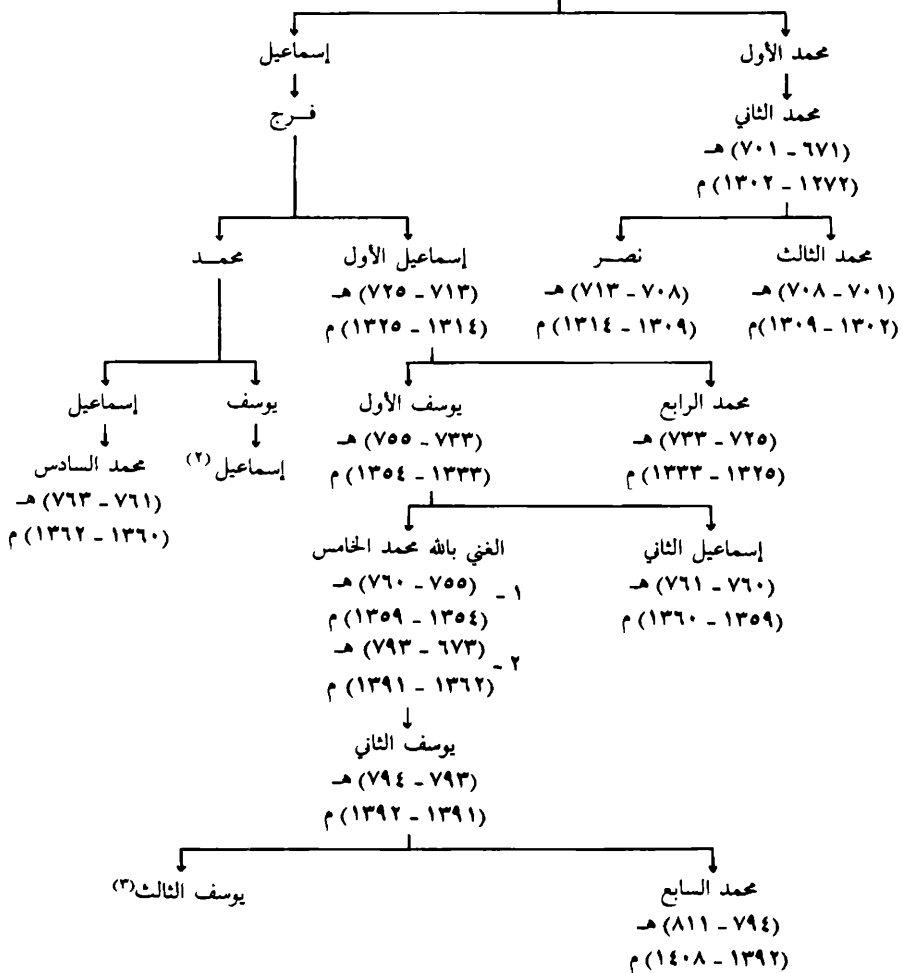 محمد الأول
إسماعيل
محمد الثاني
فرج
(٦٧١ - ٧٠١) هـ
(١٢٧٢ - ١٣٠٢) م
محمد الثالث
نصر
إسماعيل الأول
محمد
(٧٠١ - ٧٠٨) هـ
(٧٠٨ - ٧١٣) هـ
(٧١٣ - ٧٢٥) هـ
(١٣٠٢ - ١٣٠٩) م
(١٣٠٩ - ١٣١٤) م
(١٣١٤ - ١٣٢٥) م
محمد الرابع
يوسف الأول
يوسف
إسماعيل
(٧٢٥ - ٧٣٣) هـ
(٧٣٣ - ٧٥٥) هـ
إسماعيل (٢)
محمد السادس
(١٣٢٥ - ١٣٣٣) م
(١٣٣٣ - ١٣٥٤) م
(٧٦١ - ٧٦٣) هـ
(١٣٦٠ - ١٣٦٢) م
إسماعيل الثاني
الغني بالله محمد الخامس
(٧٦٠ - ٧٦١) هـ
١ - (٧٥٥ - ٧٦٠) هـ
(١٣٥٩ - ١٣٦٠) م
(١٣٥٤ - ١٣٥٩) م
٢ - (٦٧٣ - ٧٩٣) هـ
(١٣٦٢ - ١٣٩١) م
يوسف الثاني
(٧٩٣ - ٧٩٤) هـ
(١٣٩١ - ١٣٩٢) م
محمد السابع
يوسف الثالث (٣)
(٧٩٤ - ٨١١) هـ
(١٣٩٢ - ١٤٠٨) م